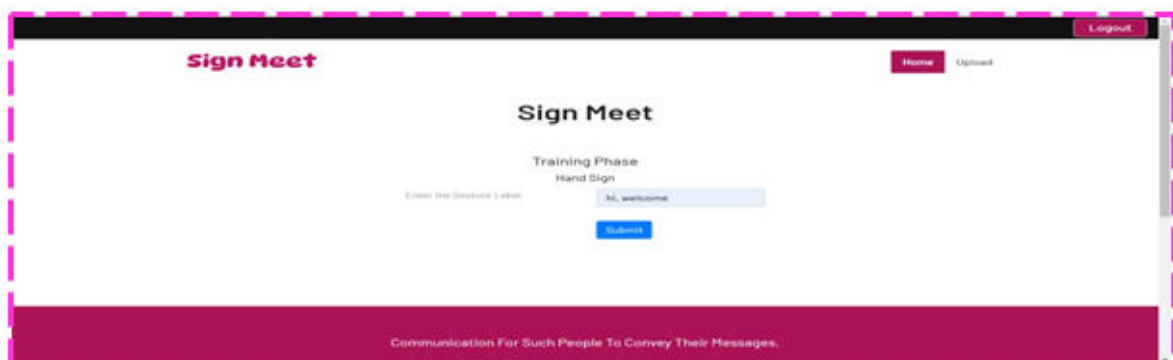 Logout
Sign Meet
Home Upload
Sign Meet
Training Phase
Hand Sign
Enter the Gesture Label hi, welcome
Submit
Communication For Such People To Convey Their Messages.